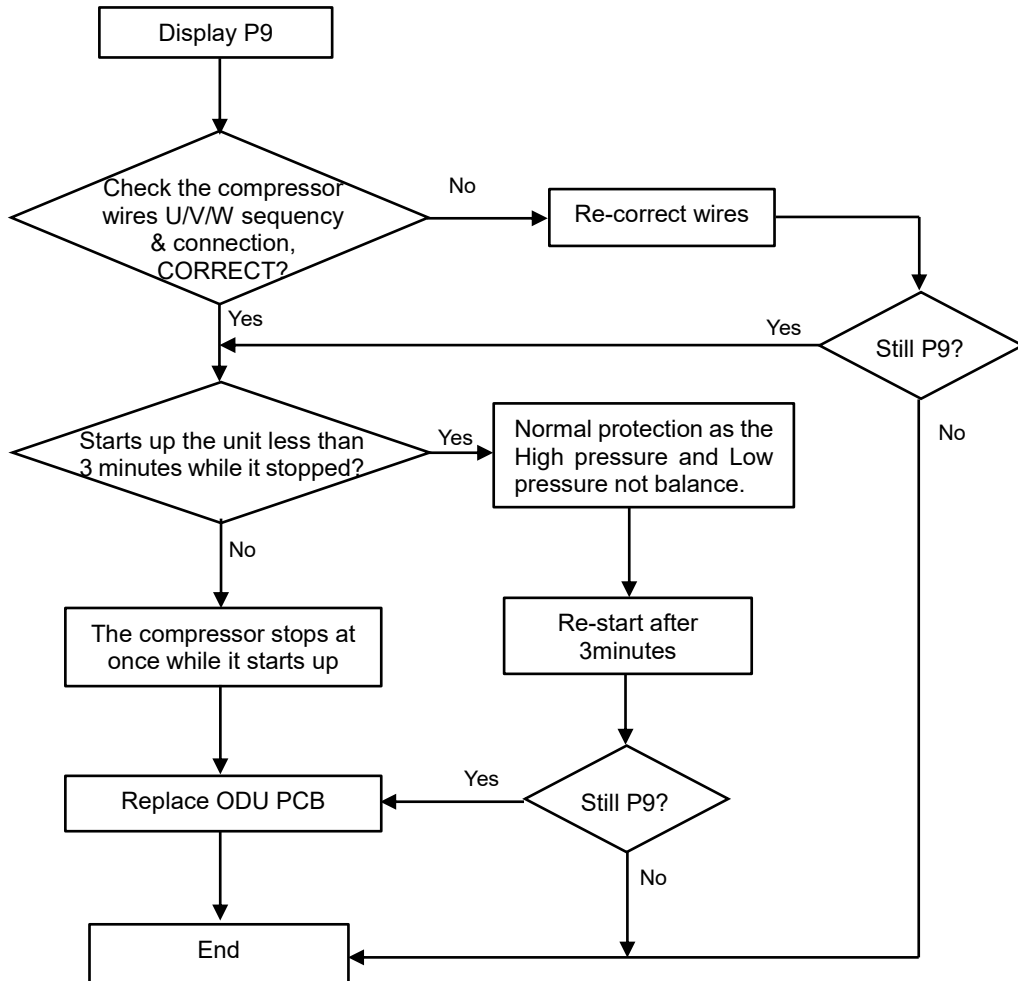 Display P9
Check the compressor
wires U/V/W sequency
& connection,
CORRECT?
No
Re-correct wires
Yes
Yes
Still P9?
No
Starts up the unit less than
3 minutes while it stopped?
Yes
Normal protection as the
High pressure and Low
pressure not balance.
No
The compressor stops at
once while it starts up
Re-start after
3minutes
Replace ODU PCB
Yes
Still P9?
No
End